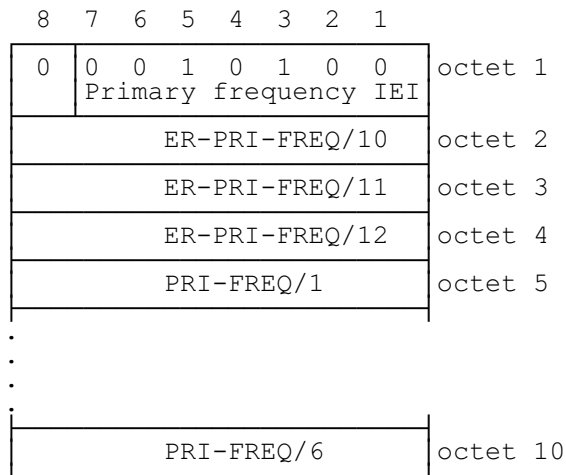 8 7 6 5 4 3 2 1
0 0 0 1 0 1 0 0 octet 1
Primary frequency IEI
ER-PRI-FREQ/10 octet 2
ER-PRI-FREQ/11 octet 3
ER-PRI-FREQ/12 octet 4
PRI-FREQ/1 octet 5
.
.
.
.
PRI-FREQ/6 octet 10